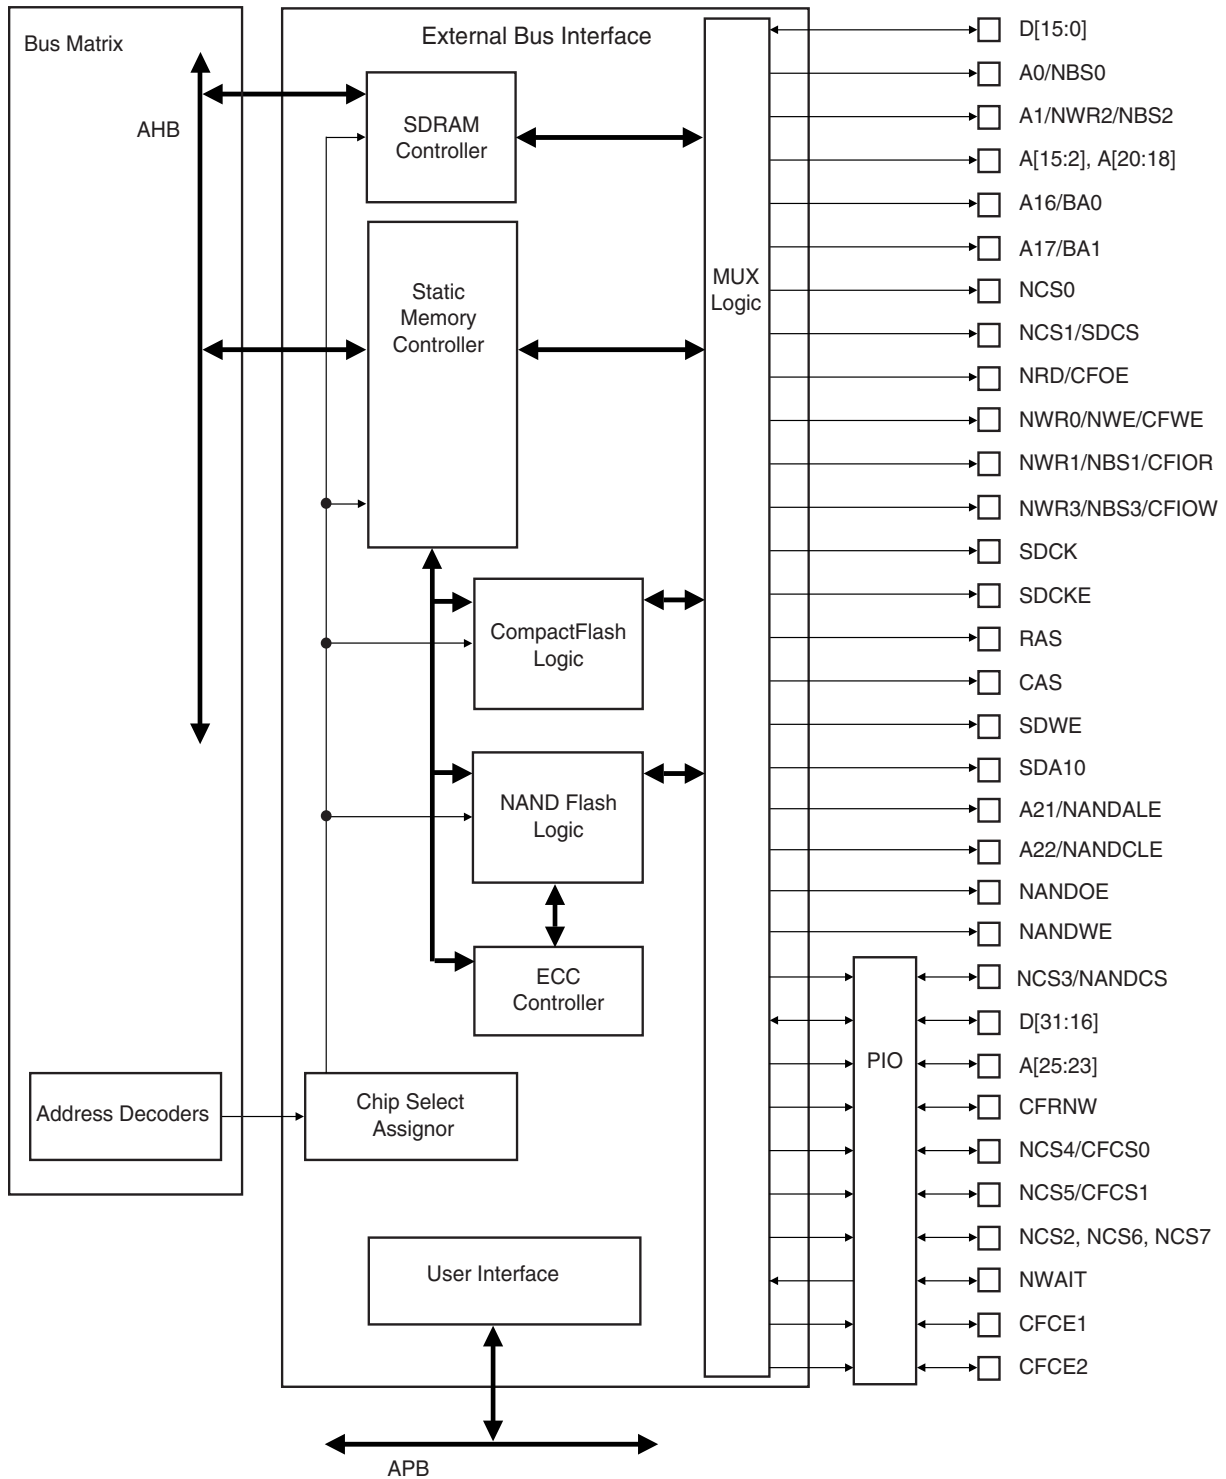 Bus Matrix
External Bus Interface
AHB
SDRAM
Controller
Static
Memory
Controller
MUX
Logic
CompactFlash
Logic
NAND Flash
Logic
ECC
Controller
Address Decoders
Chip Select
Assignor
User Interface
APB
PIO
D[15:0]
A0/NBS0
A1/NWR2/NBS2
A[15:2], A[20:18]
A16/BA0
A17/BA1
NCS0
NCS1/SDCS
NRD/CFOE
NWR0/NWE/CFWE
NWR1/NBS1/CFIOR
NWR3/NBS3/CFIOW
SDCK
SDCKE
RAS
CAS
SDWE
SDA10
A21/NANDALE
A22/NANDCLE
NANDOE
NANDWE
NCS3/NANDCS
D[31:16]
A[25:23]
CFRNW
NCS4/CFCS0
NCS5/CFCS1
NCS2, NCS6, NCS7
NWAIT
CFCE1
CFCE2